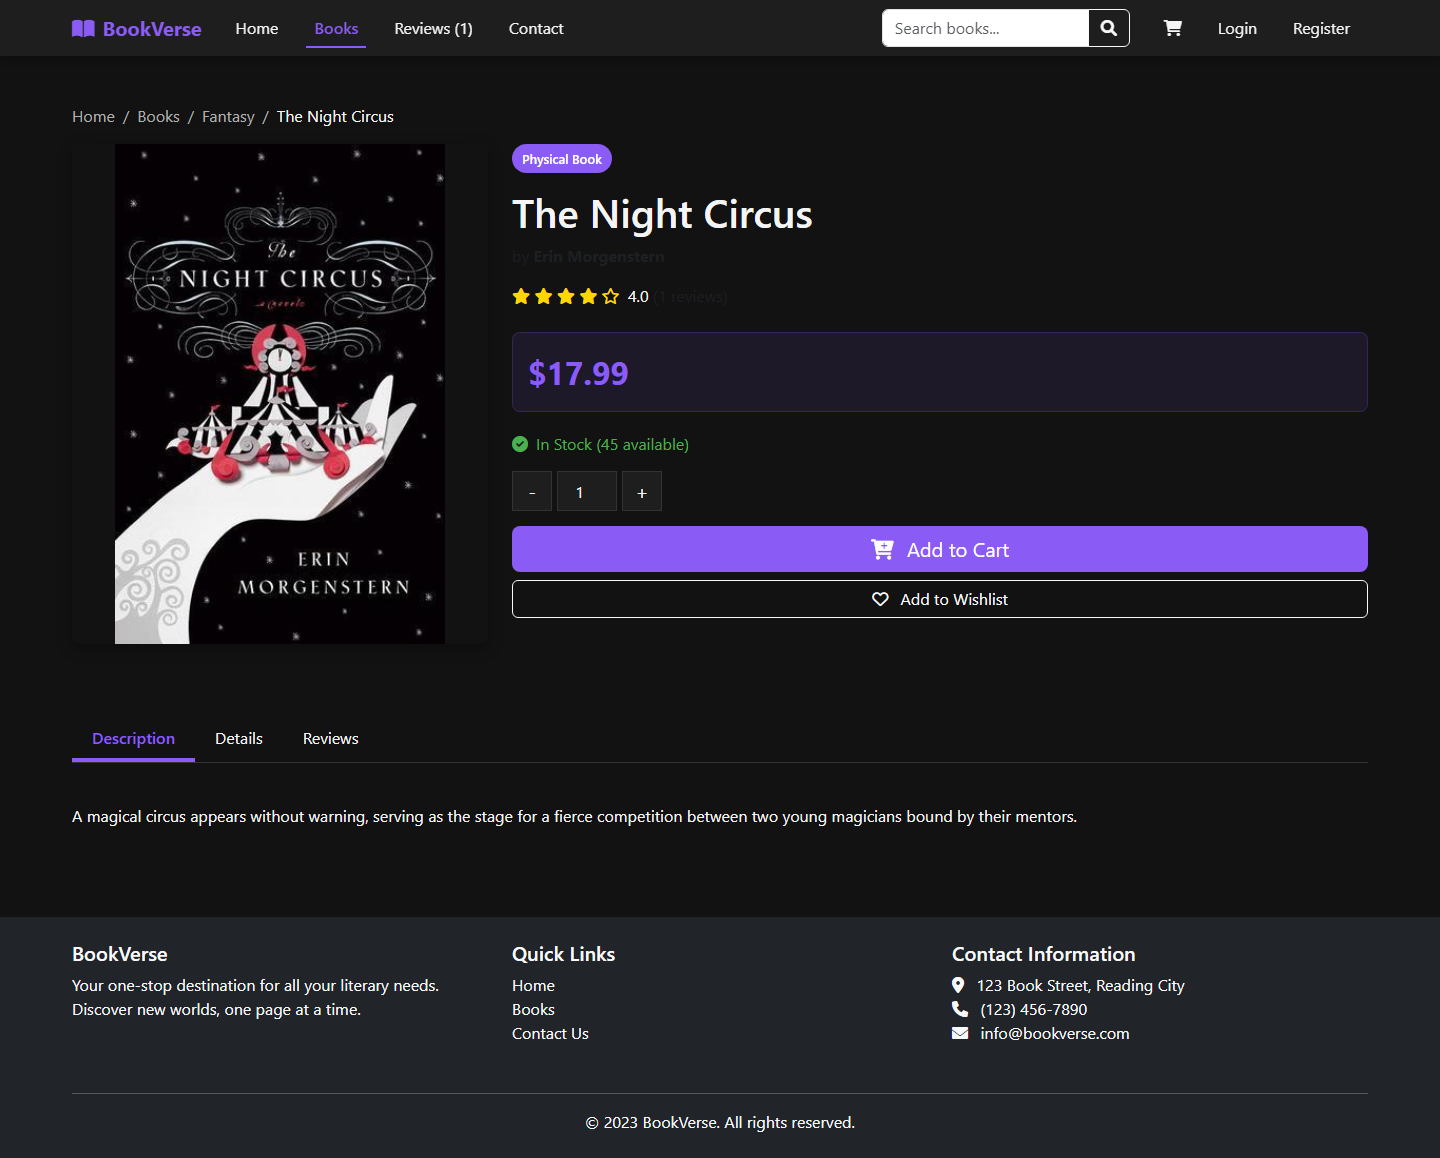 BookVerse Home Books Reviews (1) Contact Search books... Login Register
Home / Books / Fantasy / The Night Circus
The
NIGHT CIRCUS
a novel
ERIN
MORGENSTERN
Physical Book
The Night Circus
by Erin Morgenstern
4.0 (1 reviews)
$17.99
In Stock (45 available)
- 1 +
Add to Cart
Add to Wishlist
Description Details Reviews
A magical circus appears without warning, serving as the stage for a fierce competition between two young magicians bound by their mentors.
BookVerse
Your one-stop destination for all your literary needs.
Discover new worlds, one page at a time.
Quick Links
Home
Books
Contact Us
Contact Information
123 Book Street, Reading City
(123) 456-7890
info@bookverse.com
© 2023 BookVerse. All rights reserved.